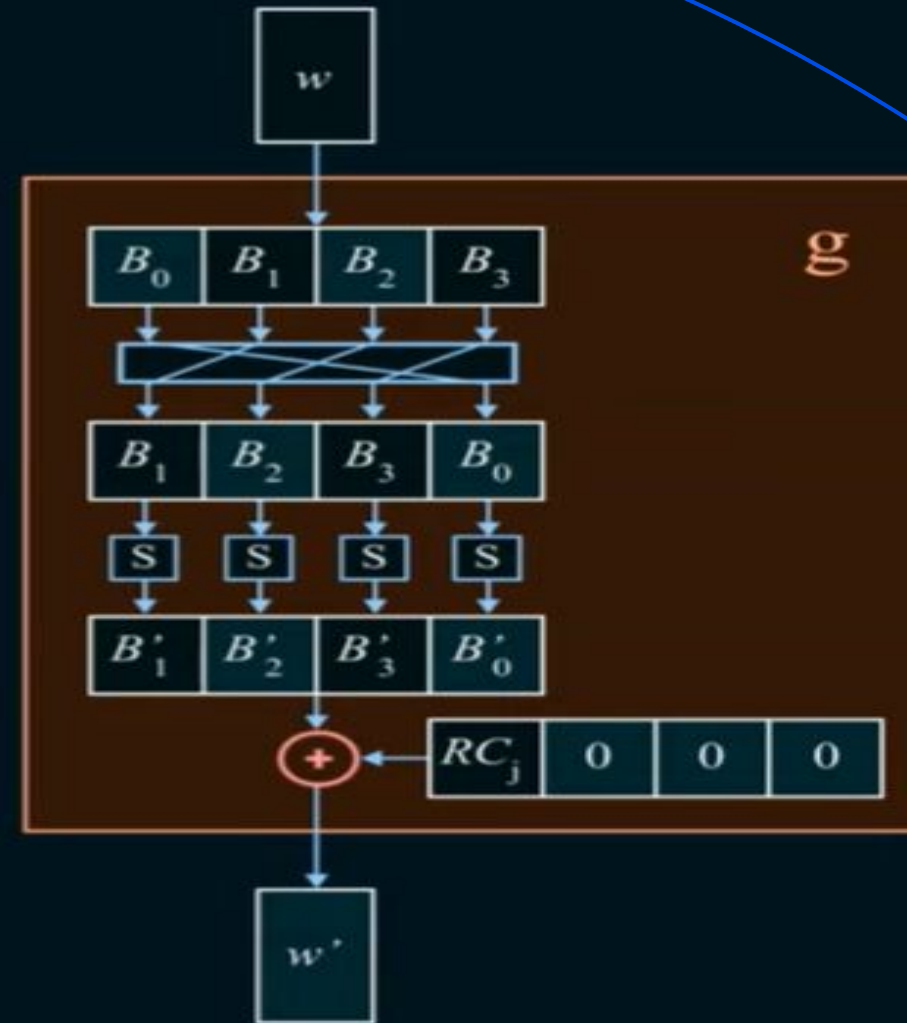 w
B₀ B₁ B₂ B₃ g
B₁ B₂ B₃ B₀
S S S S
B'₁ B'₂ B'₃ B'₀
+ RCⱼ 0 0 0
w'